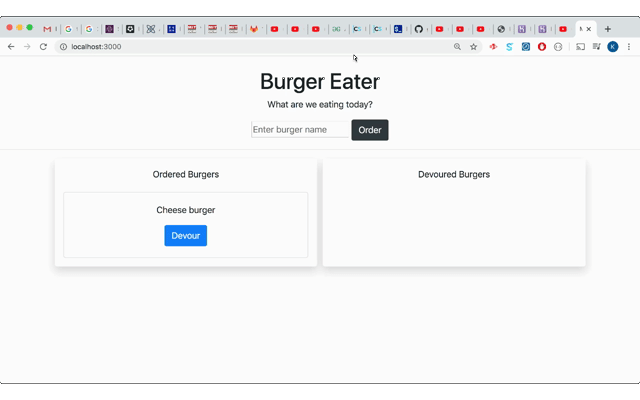 localhost:3000
Burger Eater
What are we eating today?
Enter burger name
Order
Ordered Burgers
Devoured Burgers
Cheese burger
Devour